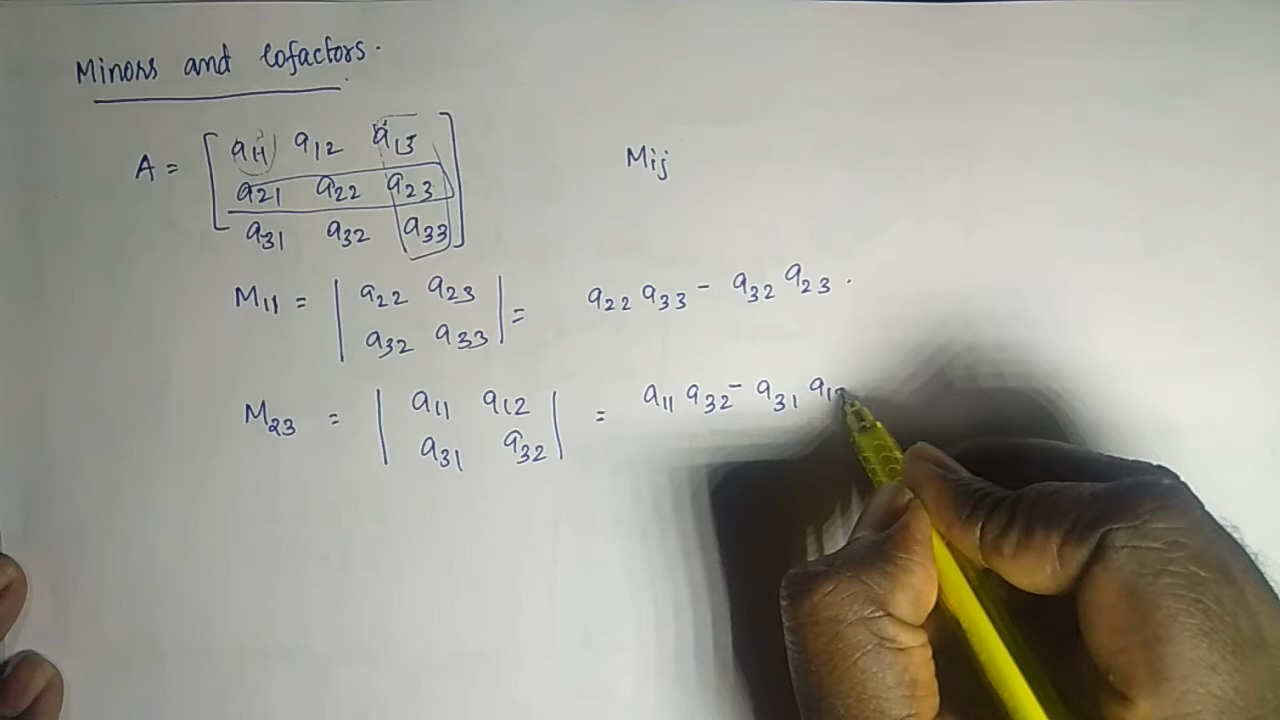 Minors and cofactors.
A = [ a11 a12 a13
a21 a22 a23
a31 a32 a33 ]
Mij
M11 = | a22 a23
a32 a33 | = a22 a33 - a32 a23.
M23 = | a11 a12
a31 a32 | = a11 a32 - a31 a12